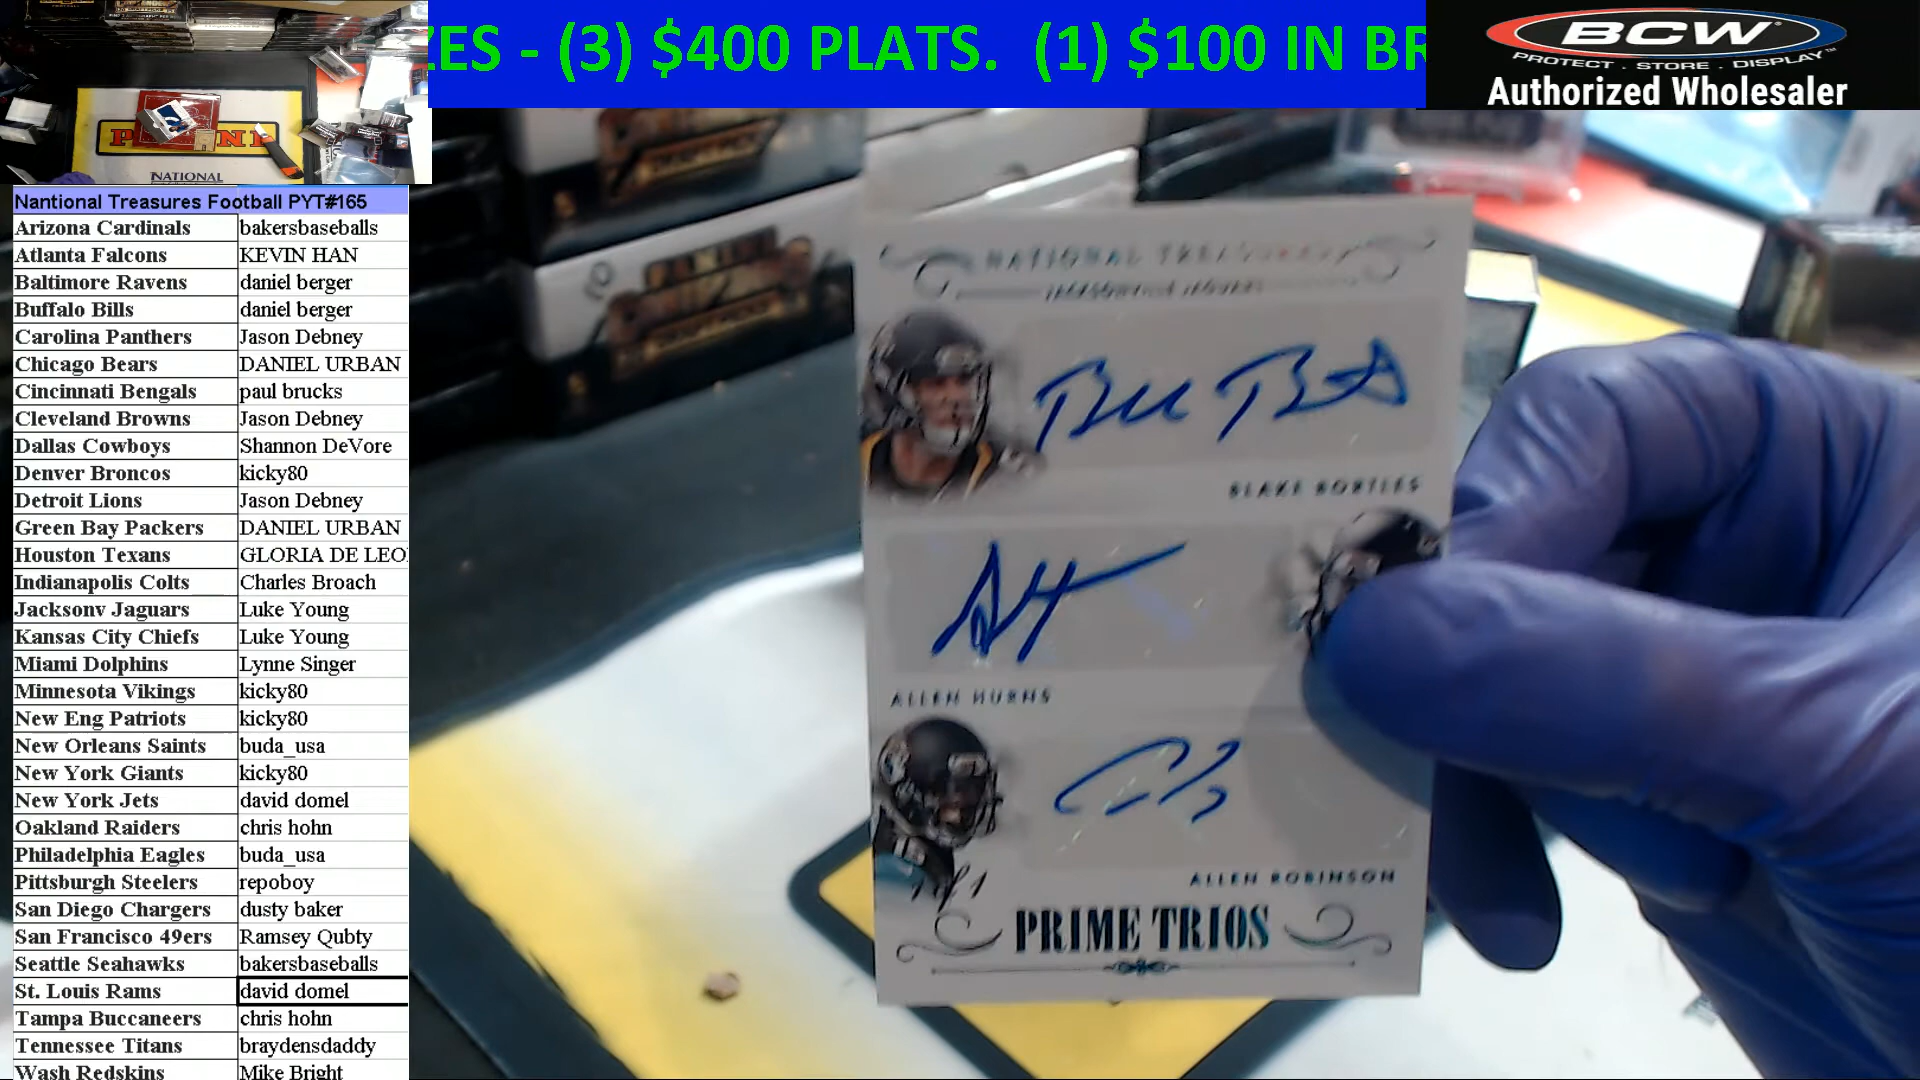 ZES - (3) $400 PLATS. (1) $100 IN BR
BCW
PROTECT . STORE . DISPLAY
Authorized Wholesaler
NATIONAL
Nantional Treasures Football PYT#165
Arizona Cardinals bakersbaseballs
Atlanta Falcons KEVIN HAN
Baltimore Ravens daniel berger
Buffalo Bills daniel berger
Carolina Panthers Jason Debney
Chicago Bears DANIEL URBAN
Cincinnati Bengals paul brucks
Cleveland Browns Jason Debney
Dallas Cowboys Shannon DeVore
Denver Broncos kicky80
Detroit Lions Jason Debney
Green Bay Packers DANIEL URBAN
Houston Texans GLORIA DE LEO
Indianapolis Colts Charles Broach
Jacksonv Jaguars Luke Young
Kansas City Chiefs Luke Young
Miami Dolphins Lynne Singer
Minnesota Vikings kicky80
New Eng Patriots kicky80
New Orleans Saints buda_usa
New York Giants kicky80
New York Jets david domel
Oakland Raiders chris hohn
Philadelphia Eagles buda_usa
Pittsburgh Steelers repoboy
San Diego Chargers dusty baker
San Francisco 49ers Ramsey Qubty
Seattle Seahawks bakersbaseballs
St. Louis Rams david domel
Tampa Buccaneers chris hohn
Tennessee Titans braydensdaddy
Wash Redskins Mike Bright
NATIONAL TREASURES
JACKSONVILLE JAGUARS
BLAKE BORTLES
ALLEN HURNS
ALLEN ROBINSON
1 of 1
PRIME TRIOS